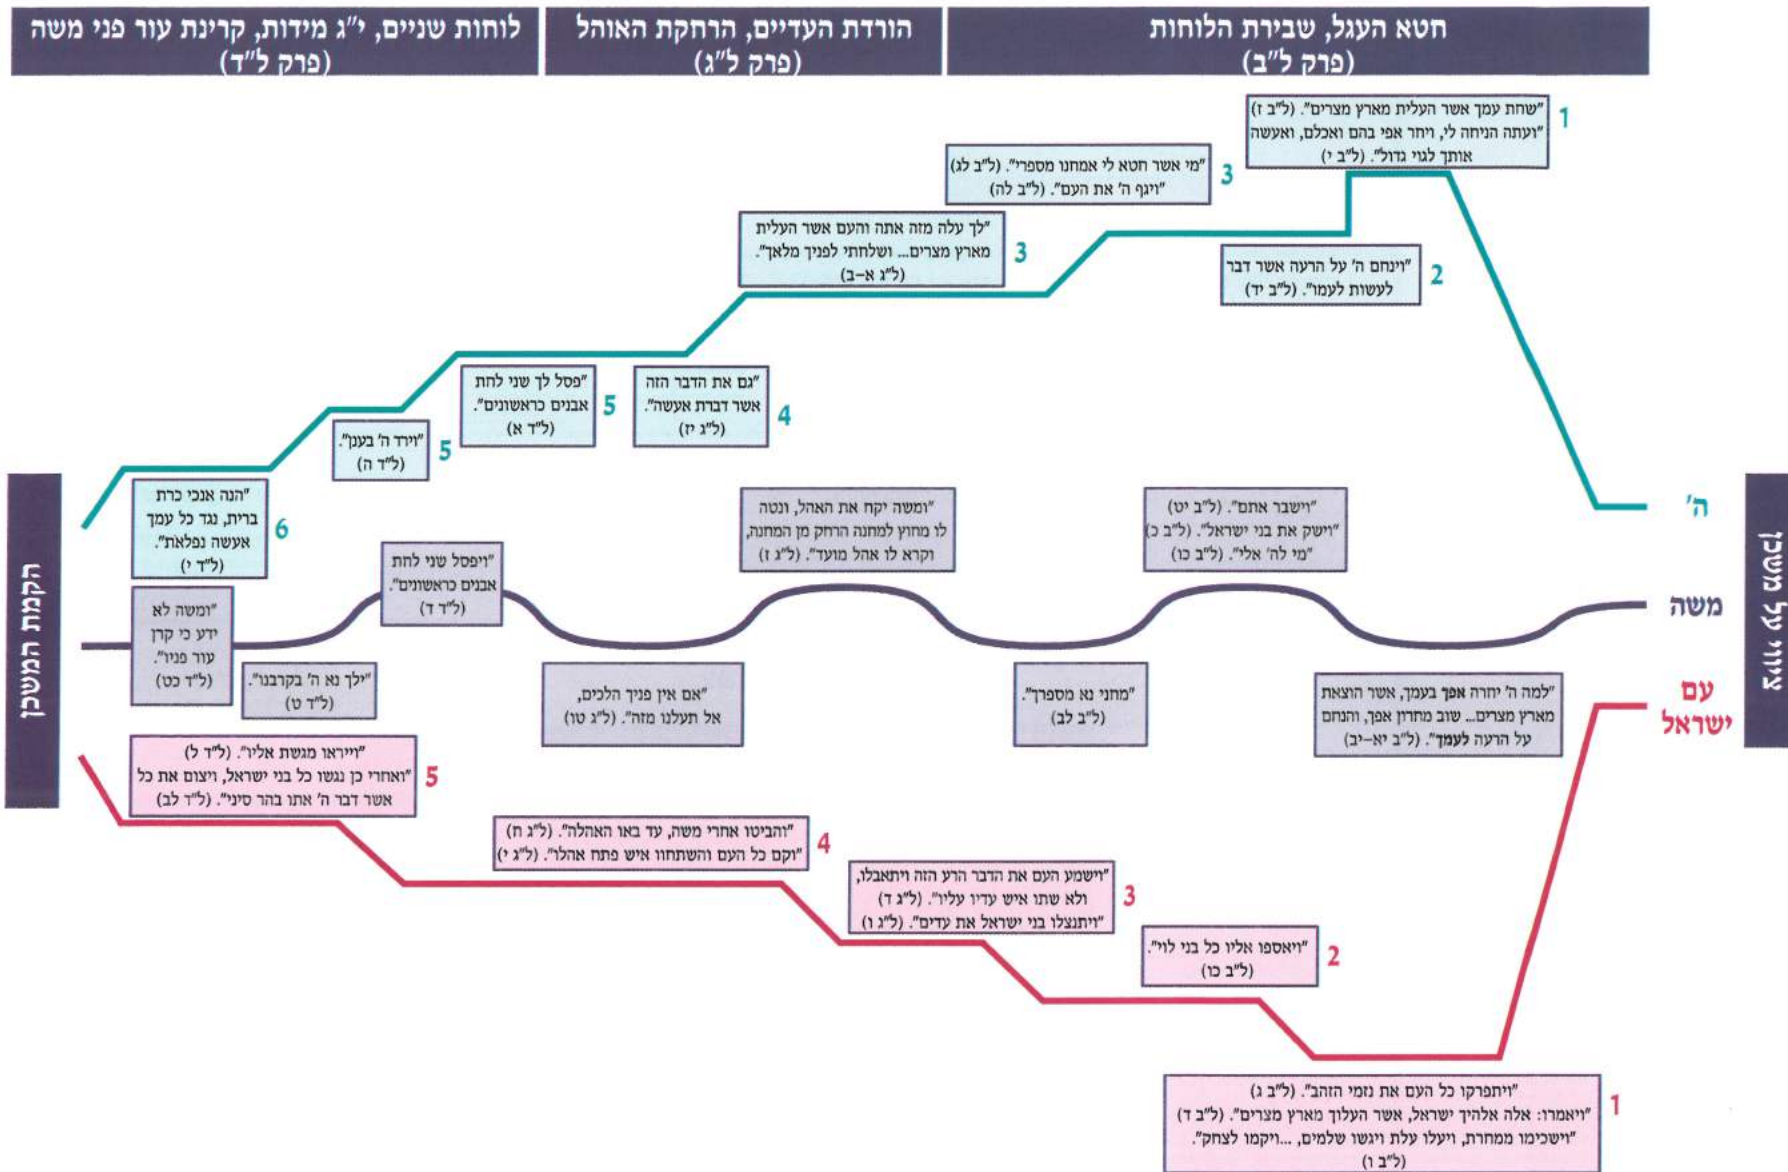 חטא העגל, שבירת הלוחות
(פרק ל"ב)
הורדת העדיים, הרחקת האוהל
(פרק ל"ג)
לוחות שניים, י"ג מידות, קרינת עור פני משה
(פרק ל"ד)
ציווי על משכן
ה'
משה
עם
ישראל
הקמת המשכן
1
"שחת עמך אשר העלית מארץ מצרים". (ל"ב ז)
"ועתה הניחה לי, ויחר אפי בהם ואכלם, ואעשה
אותך לגוי גדול". (ל"ב י)
2
"וינחם ה' על הרעה אשר דבר
לעשות לעמו". (ל"ב יד)
3
"מי אשר חטא לי אמחנו מספרי". (ל"ב לג)
"ויגף ה' את העם". (ל"ב לה)
3
"לך עלה מזה אתה והעם אשר העלית
מארץ מצרים... ושלחתי לפניך מלאך".
(ל"ג א–ב)
4
"גם את הדבר הזה
אשר דברת אעשה".
(ל"ג יז)
5
"פסל לך שני לחת
אבנים כראשונים".
(ל"ד א)
5
"וירד ה' בענן".
(ל"ד ה)
6
"הנה אנכי כרת
ברית, נגד כל עמך
אעשה נפלאת".
(ל"ד י)
"למה ה' יחרה אפך בעמך, אשר הוצאת
מארץ מצרים... שוב מחרון אפך, והנחם
על הרעה לעמך". (ל"ב יא–יב)
"וישבר אתם". (ל"ב יט)
"וישק את בני ישראל". (ל"ב כ)
"מי לה' אלי". (ל"ב כו)
"מחני נא מספרך".
(ל"ב לב)
"ומשה יקח את האהל, ונטה
לו מחוץ למחנה הרחק מן המחנה,
וקרא לו אהל מועד". (ל"ג ז)
"אם אין פניך הלכים,
אל תעלנו מזה". (ל"ג טו)
"ויפסל שני לחת
אבנים כראשונים".
(ל"ד ד)
"ילך נא ה' בקרבנו".
(ל"ד ט)
"ומשה לא
ידע כי קרן
עור פניו".
(ל"ד כט)
1
"ויתפרקו כל העם את נזמי הזהב". (ל"ב ג)
"ויאמרו: אלה אלהיך ישראל, אשר העלוך מארץ מצרים". (ל"ב ד)
"וישכימו ממחרת, ויעלו עלת ויגשו שלמים, ...ויקמו לצחק".
(ל"ב ו)
2
"ויאספו אליו כל בני לוי".
(ל"ב כו)
3
"וישמע העם את הדבר הרע הזה ויתאבלו,
ולא שתו איש עדיו עליו". (ל"ג ד)
"ויתנצלו בני ישראל את עדים". (ל"ג ו)
4
"והביטו אחרי משה, עד באו האהלה". (ל"ג ח)
"וקם כל העם והשתחוו איש פתח אהלו". (ל"ג י)
5
"וייראו מגשת אליו". (ל"ד ל)
"ואחרי כן נגשו כל בני ישראל, ויצום את כל
אשר דבר ה' אתו בהר סיני". (ל"ד לב)